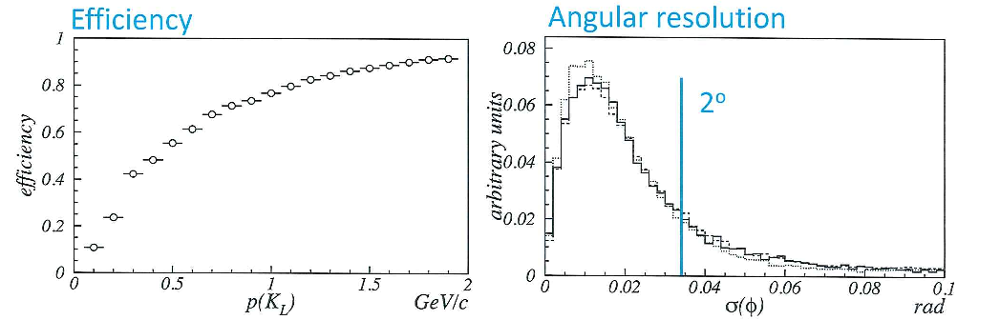 Efficiency
1
0.8
0.6
0.4
0.2
0
efficiency
0
0.5
1
1.5
2
p(K_L)
GeV/c
Angular resolution
0.08
0.06
0.04
0.02
0
arbitrary units
2º
0
0.02
0.04
0.06
0.08
0.1
σ(ϕ)
rad